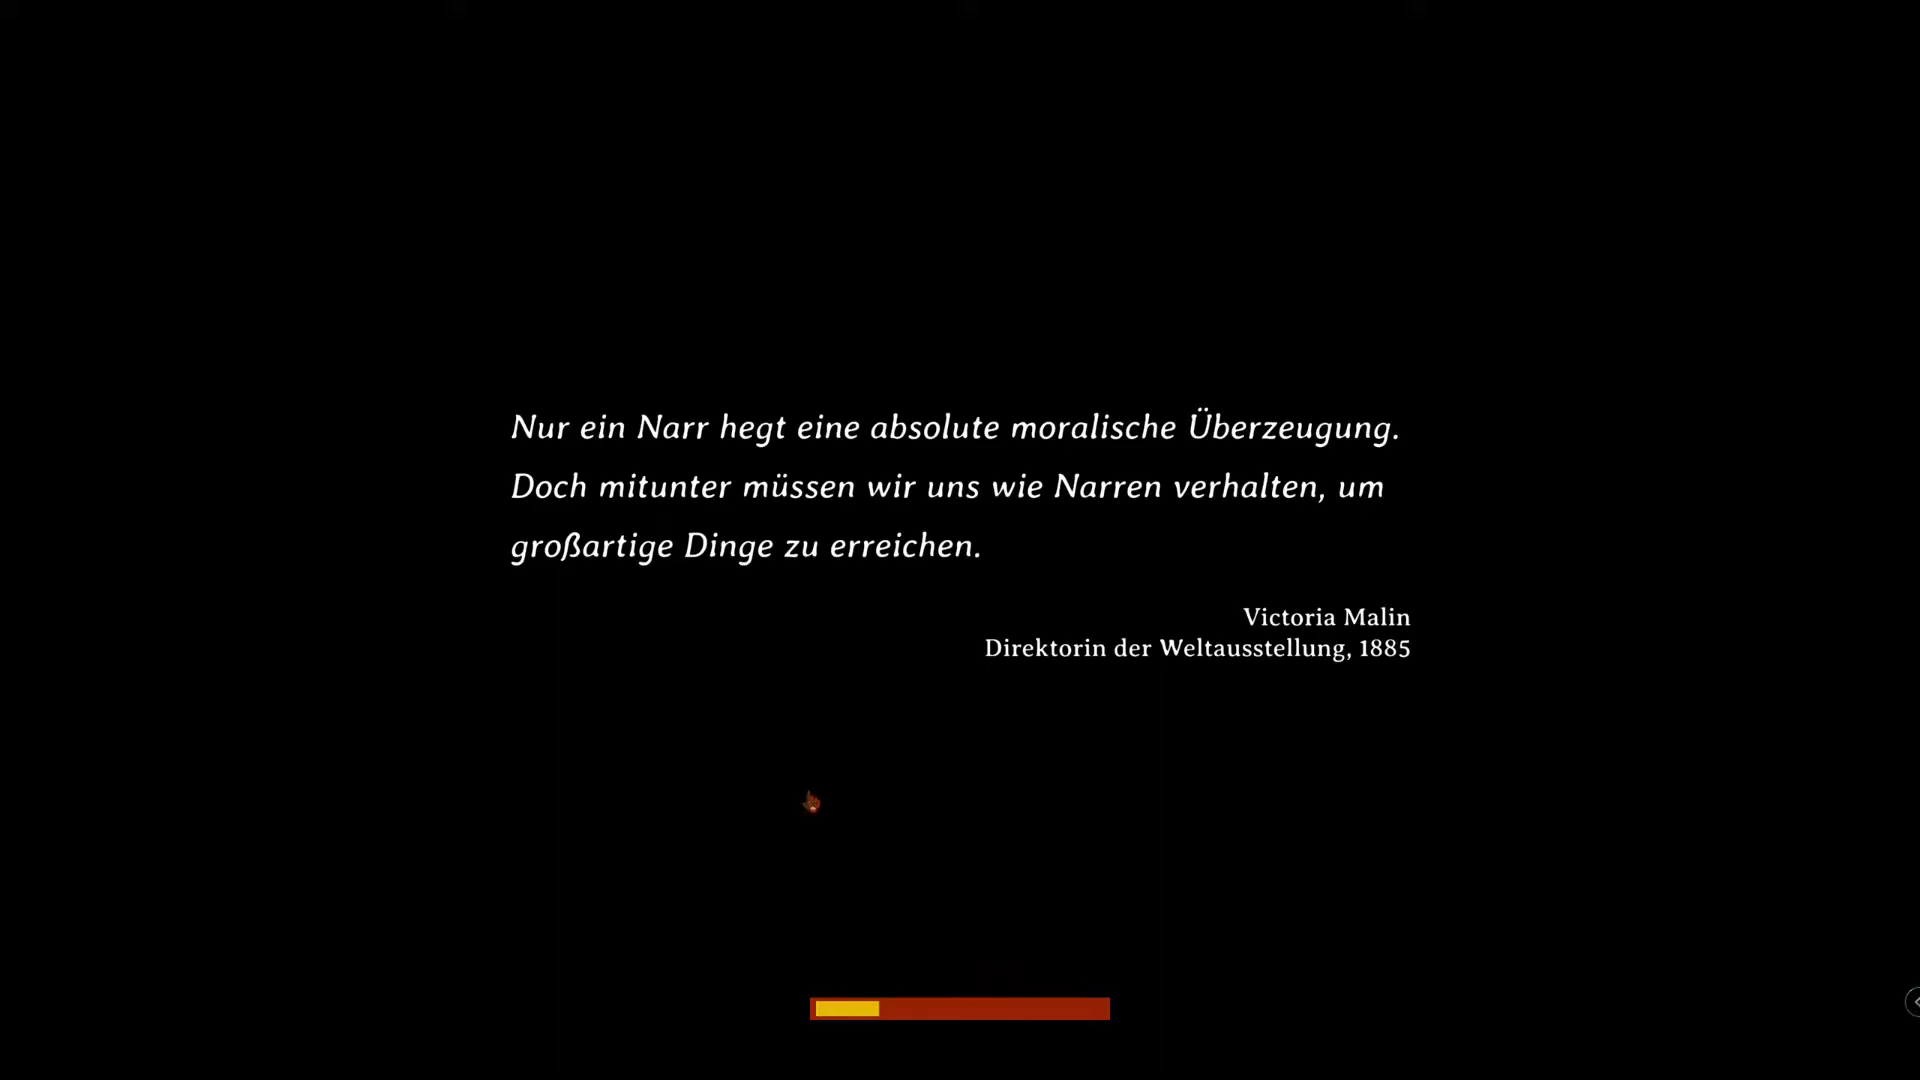 Nur ein Narr hegt eine absolute moralische Überzeugung.
Doch mitunter müssen wir uns wie Narren verhalten, um
großartige Dinge zu erreichen.
Victoria Malin
Direktorin der Weltausstellung, 1885